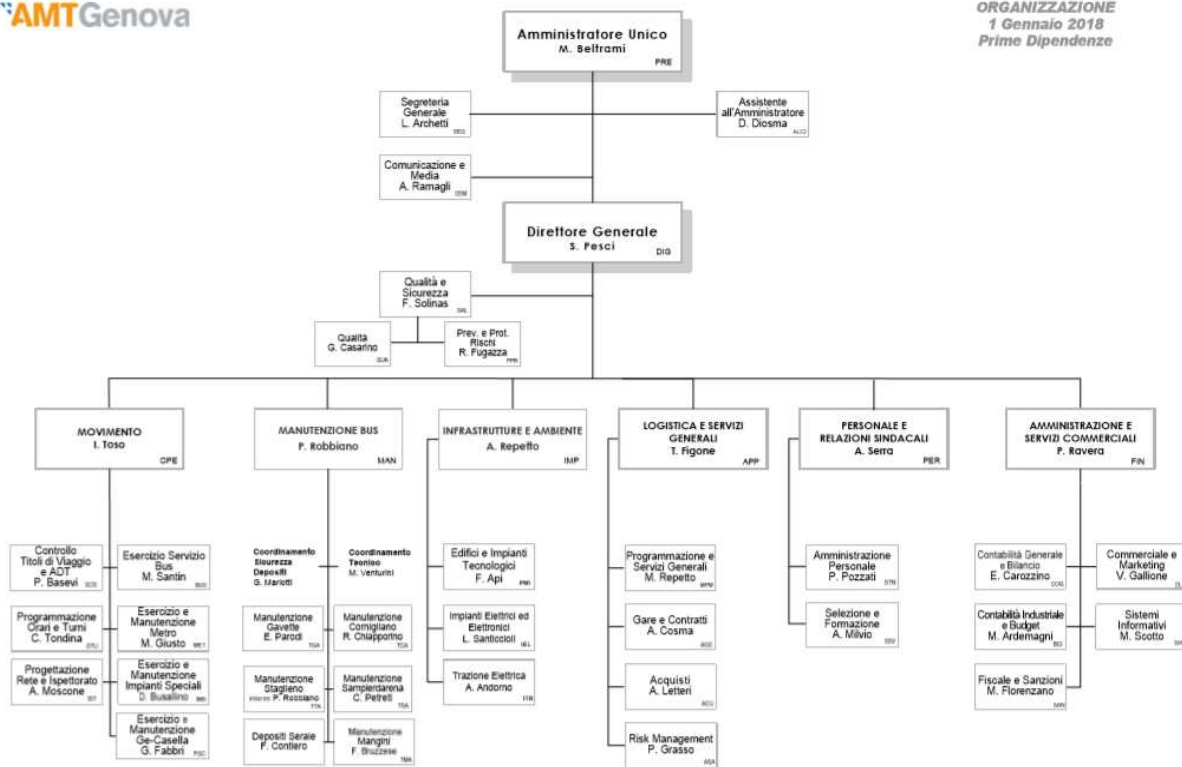 AMTGenova
ORGANIZZAZIONE
1 Gennaio 2018
Prime Dipendenze
Amministratore Unico
M. Beltrami
PRE
Segreteria
Generale
L. Archetti
Assistente
all'Amministratore
D. Diosma
Comunicazione e
Media
A. Ramagli
Direttore Generale
S. Pesci
DIG
Qualità e
Sicurezza
F. Solinas
Qualità
G. Casarino
Prev. e Prot.
Rischi
R. Fugazza
MOVIMENTO
I. Toso
OPE
MANUTENZIONE BUS
P. Robbiano
MAN
INFRASTRUTTURE E AMBIENTE
A. Repetto
IMP
LOGISTICA E SERVIZI
GENERALI
T. Figone
APP
PERSONALE E
RELAZIONI SINDACALI
A. Serra
PER
AMMINISTRAZIONE E
SERVIZI COMMERCIALI
P. Ravera
FIN
Controllo
Titoli di Viaggio
e ADT
P. Basevi
Esercizio Servizio
Bus
M. Santin
Programmazione
Orari e Turni
C. Tondina
Esercizio e
Manutenzione
Metro
M. Giusto
MET
Progettazione
Rete e Ispettorato
A. Moscone
Esercizio e
Manutenzione
Impianti Speciali
D. Busallino
Esercizio e
Manutenzione
Ge-Casella
G. Fabbri
Coordinamento
Sicurezza
Depositi
G. Mariotti
Coordinamento
Tecnico
M. Venturini
Manutenzione
Gavette
E. Parodi
Manutenzione
Cornigliano
R. Chiapporino
Manutenzione
Staglieno
interim P. Robbiano
Manutenzione
Sampierdarena
C. Petreti
Depositi Serale
F. Contiero
Manutenzione
Mangini
F. Bruzzese
Edifici e Impianti
Tecnologici
F. Api
Impianti Elettrici ed
Elettronici
L. Santiccioli
Trazione Elettrica
A. Andorno
Programmazione e
Servizi Generali
M. Repetto
Gare e Contratti
A. Cosma
Acquisti
A. Letteri
Risk Management
P. Grasso
Amministrazione
Personale
P. Pozzati
Selezione e
Formazione
A. Milvio
Contabilità Generale
e Bilancio
E. Carozzino
Commerciale e
Marketing
V. Gallione
Contabilità Industriale
e Budget
M. Ardemagni
Sistemi
Informativi
M. Scotto
Fiscale e Sanzioni
M. Florenzano